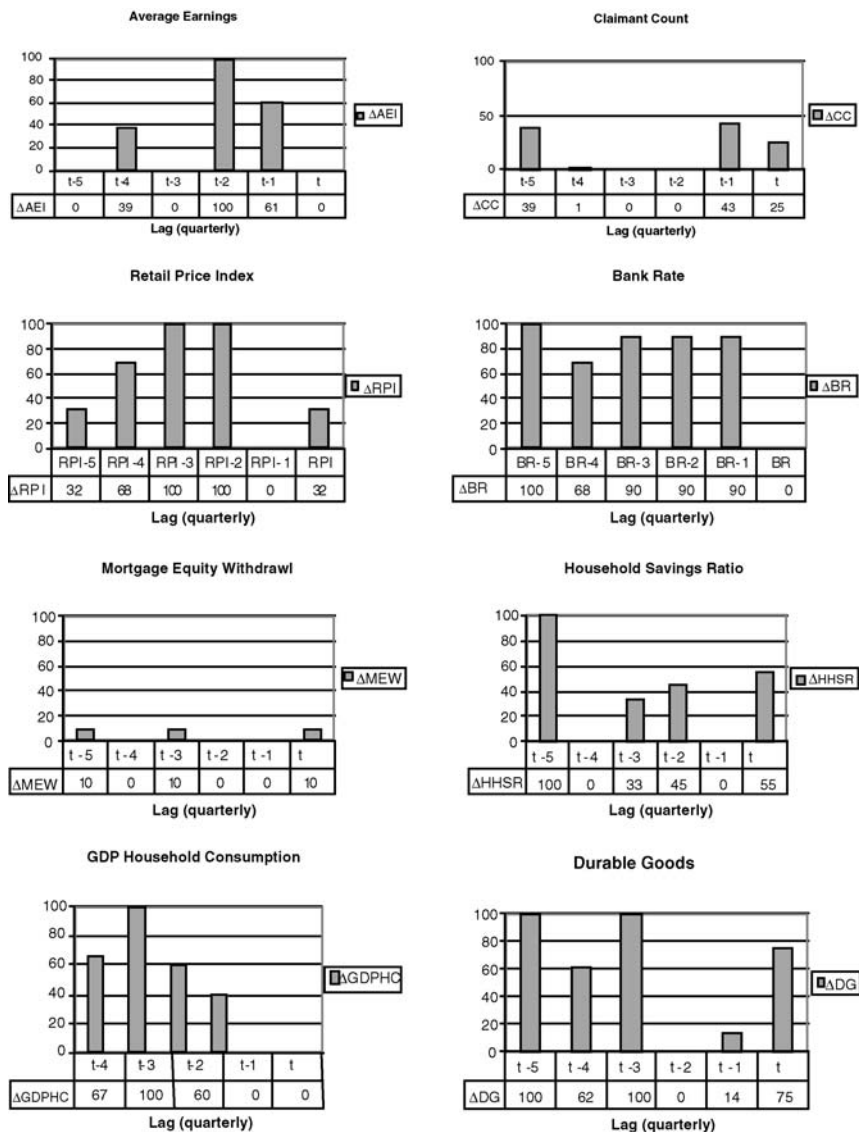 Average Earnings
100
80
60
40
20
0
t-5 t-4 t-3 t-2 t-1 t
ΔAEI 0 39 0 100 61 0
ΔAEI
Lag (quarterly)
Claimant Count
100
50
0
t-5 t-4 t-3 t-2 t-1 t
ΔCC 39 1 0 0 43 25
ΔCC
Lag (quarterly)
Retail Price Index
100
80
60
40
20
0
RPI-5 RPI-4 RPI-3 RPI-2 RPI-1 RPI
ΔRPI 32 68 100 100 0 32
ΔRPI
Lag (quarterly)
Bank Rate
100
80
60
40
20
0
BR-5 BR-4 BR-3 BR-2 BR-1 BR
ΔBR 100 68 90 90 90 0
ΔBR
Lag (quarterly)
Mortgage Equity Withdrawl
100
80
60
40
20
0
t-5 t-4 t-3 t-2 t-1 t
ΔMEW 10 0 10 0 0 10
ΔMEW
Lag (quarterly)
Household Savings Ratio
100
80
60
40
20
0
t-5 t-4 t-3 t-2 t-1 t
ΔHHSR 100 0 33 45 0 55
ΔHHSR
Lag (quarterly)
GDP Household Consumption
100
80
60
40
20
0
t-4 t-3 t-2 t-1 t
ΔGDPHC 67 100 60 0 0
ΔGDPHC
Lag (quarterly)
Durable Goods
100
80
60
40
20
0
t-5 t-4 t-3 t-2 t-1 t
ΔDG 100 62 100 0 14 75
ΔDG
Lag (quarterly)